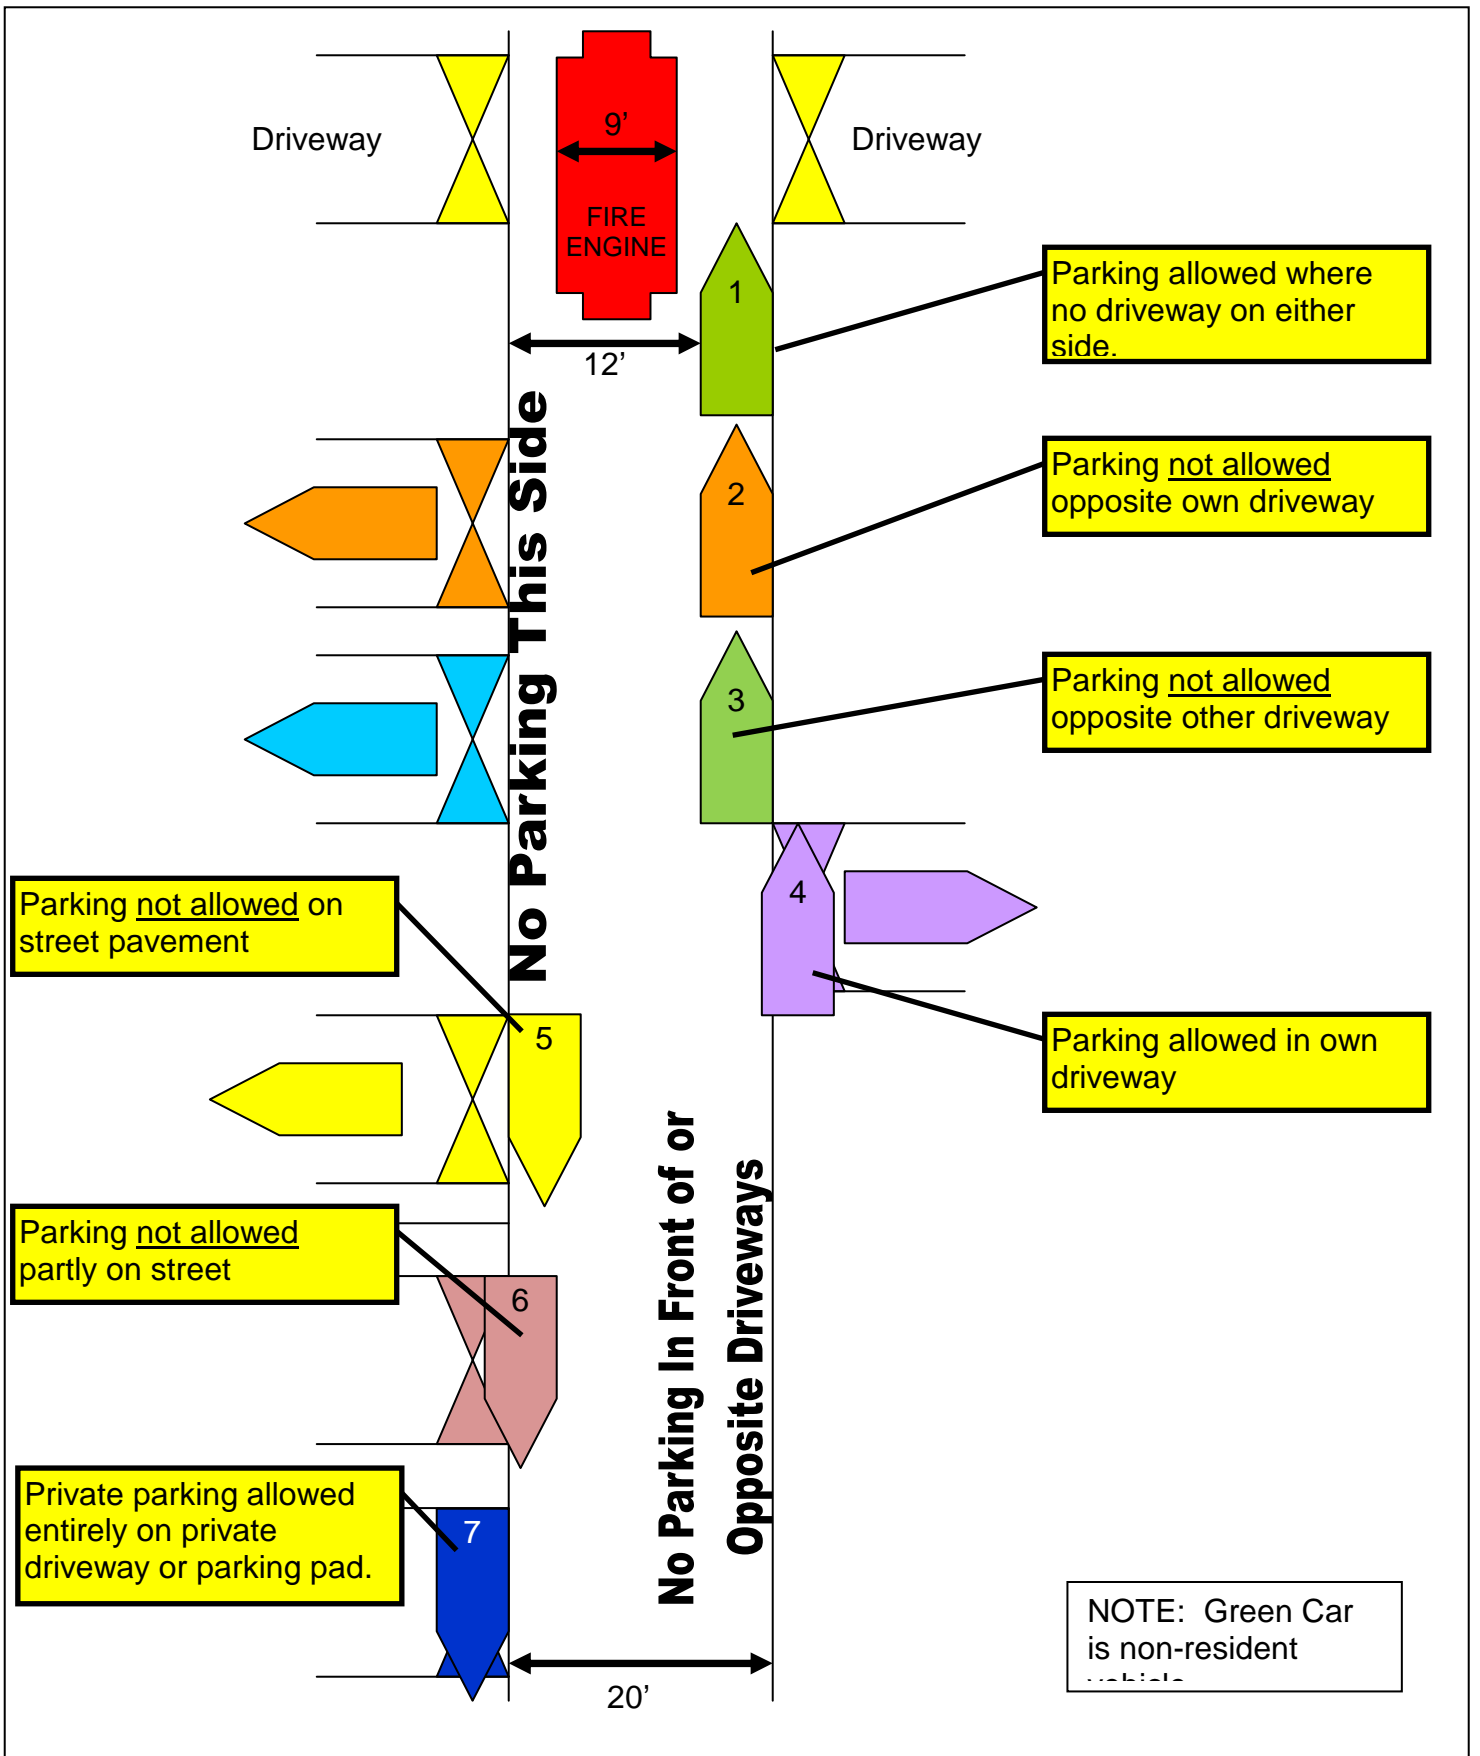 9’
Driveway
Driveway
FIRE
ENGINE
1
Parking allowed where
no driveway on either
side.
12’
No Parking This Side
2
Parking not allowed
opposite own driveway
3
Parking not allowed
opposite other driveway
4
Parking not allowed on
street pavement
5
Parking allowed in own
driveway
No Parking In Front of or
Opposite Driveways
Parking not allowed
partly on street
6
Private parking allowed
entirely on private
driveway or parking pad.
7
NOTE: Green Car
is non-resident
20’